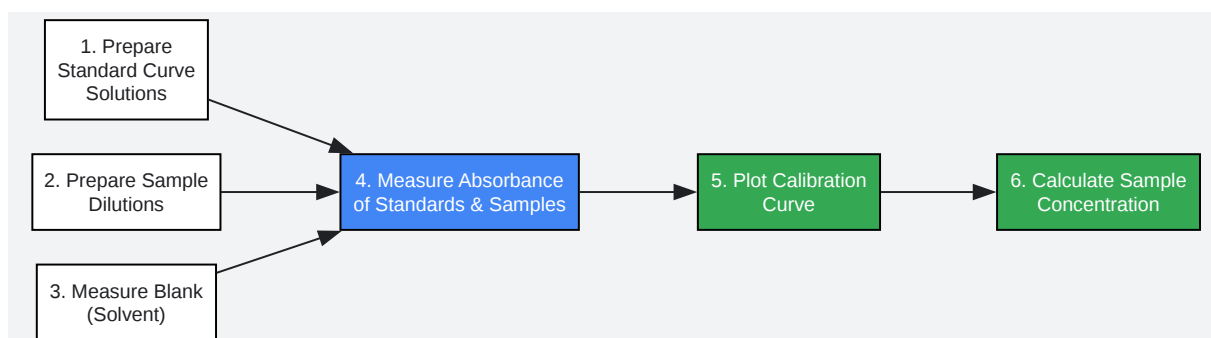 1. Prepare
Standard Curve
Solutions
2. Prepare Sample
Dilutions
3. Measure Blank
(Solvent)
4. Measure Absorbance
of Standards & Samples
5. Plot Calibration
Curve
6. Calculate Sample
Concentration